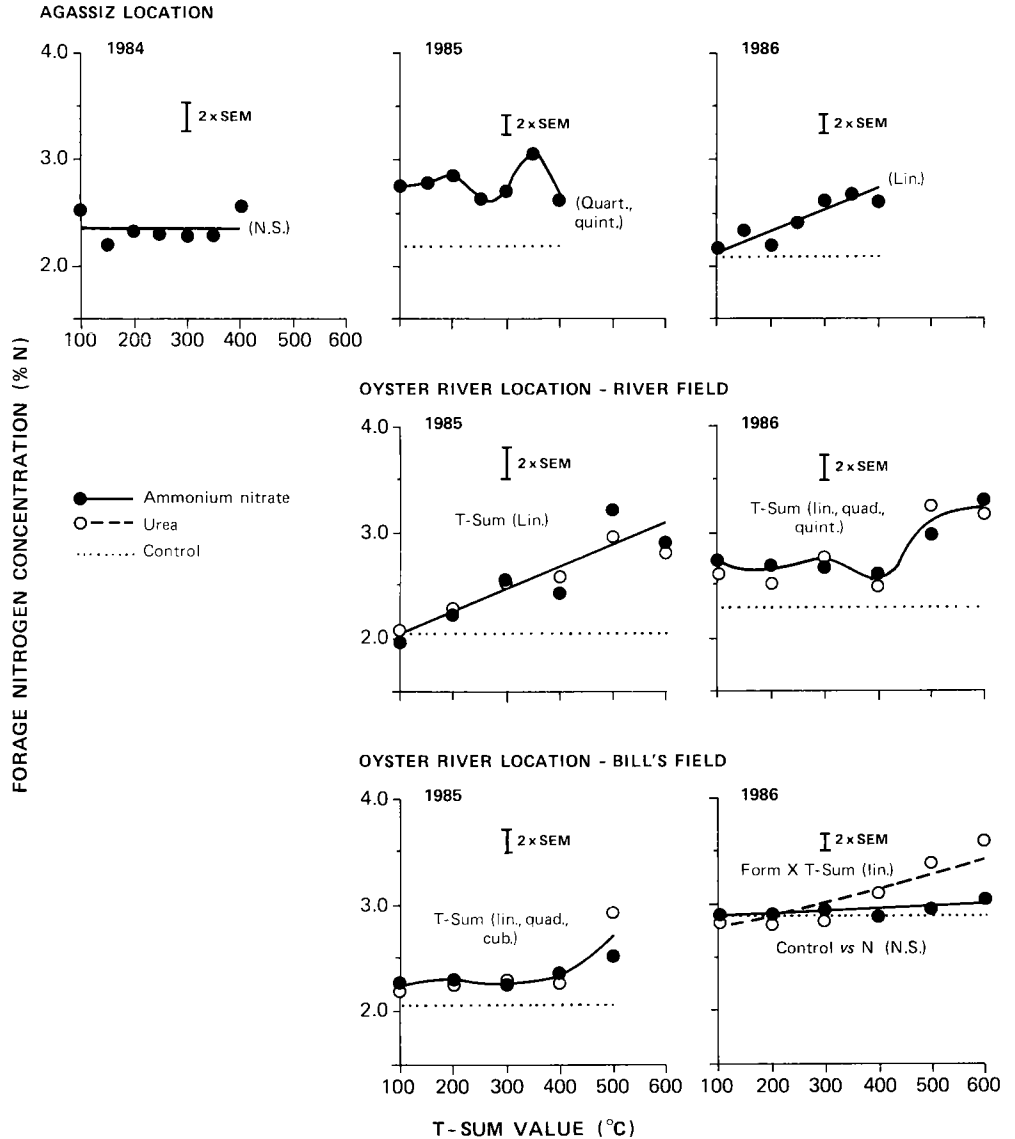 AGASSIZ LOCATION
FORAGE NITROGEN CONCENTRATION (% N)
4.0
3.0
2.0
1984
2 x SEM
(N.S.)
100 200 300 400 500 600
1985
2 x SEM
(Quart.,
quint.)
1986
2 x SEM
(Lin.)
OYSTER RIVER LOCATION - RIVER FIELD
Ammonium nitrate
Urea
Control
4.0
3.0
2.0
1985
2 x SEM
T-Sum (Lin.)
1986
2 x SEM
T-Sum (lin., quad.,
quint.)
OYSTER RIVER LOCATION - BILL'S FIELD
4.0
3.0
2.0
1985
2 x SEM
T-Sum (lin., quad.,
cub.)
100 200 300 400 500 600
1986
2 x SEM
Form X T-Sum (lin.)
Control vs N (N.S.)
100 200 300 400 500 600
T-SUM VALUE (°C)